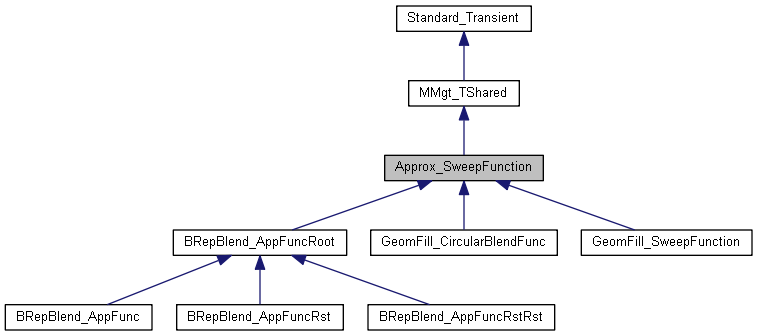 Standard_Transient
MMgt_TShared
Approx_SweepFunction
BRepBlend_AppFuncRoot
GeomFill_CircularBlendFunc
GeomFill_SweepFunction
BRepBlend_AppFunc
BRepBlend_AppFuncRst
BRepBlend_AppFuncRstRst